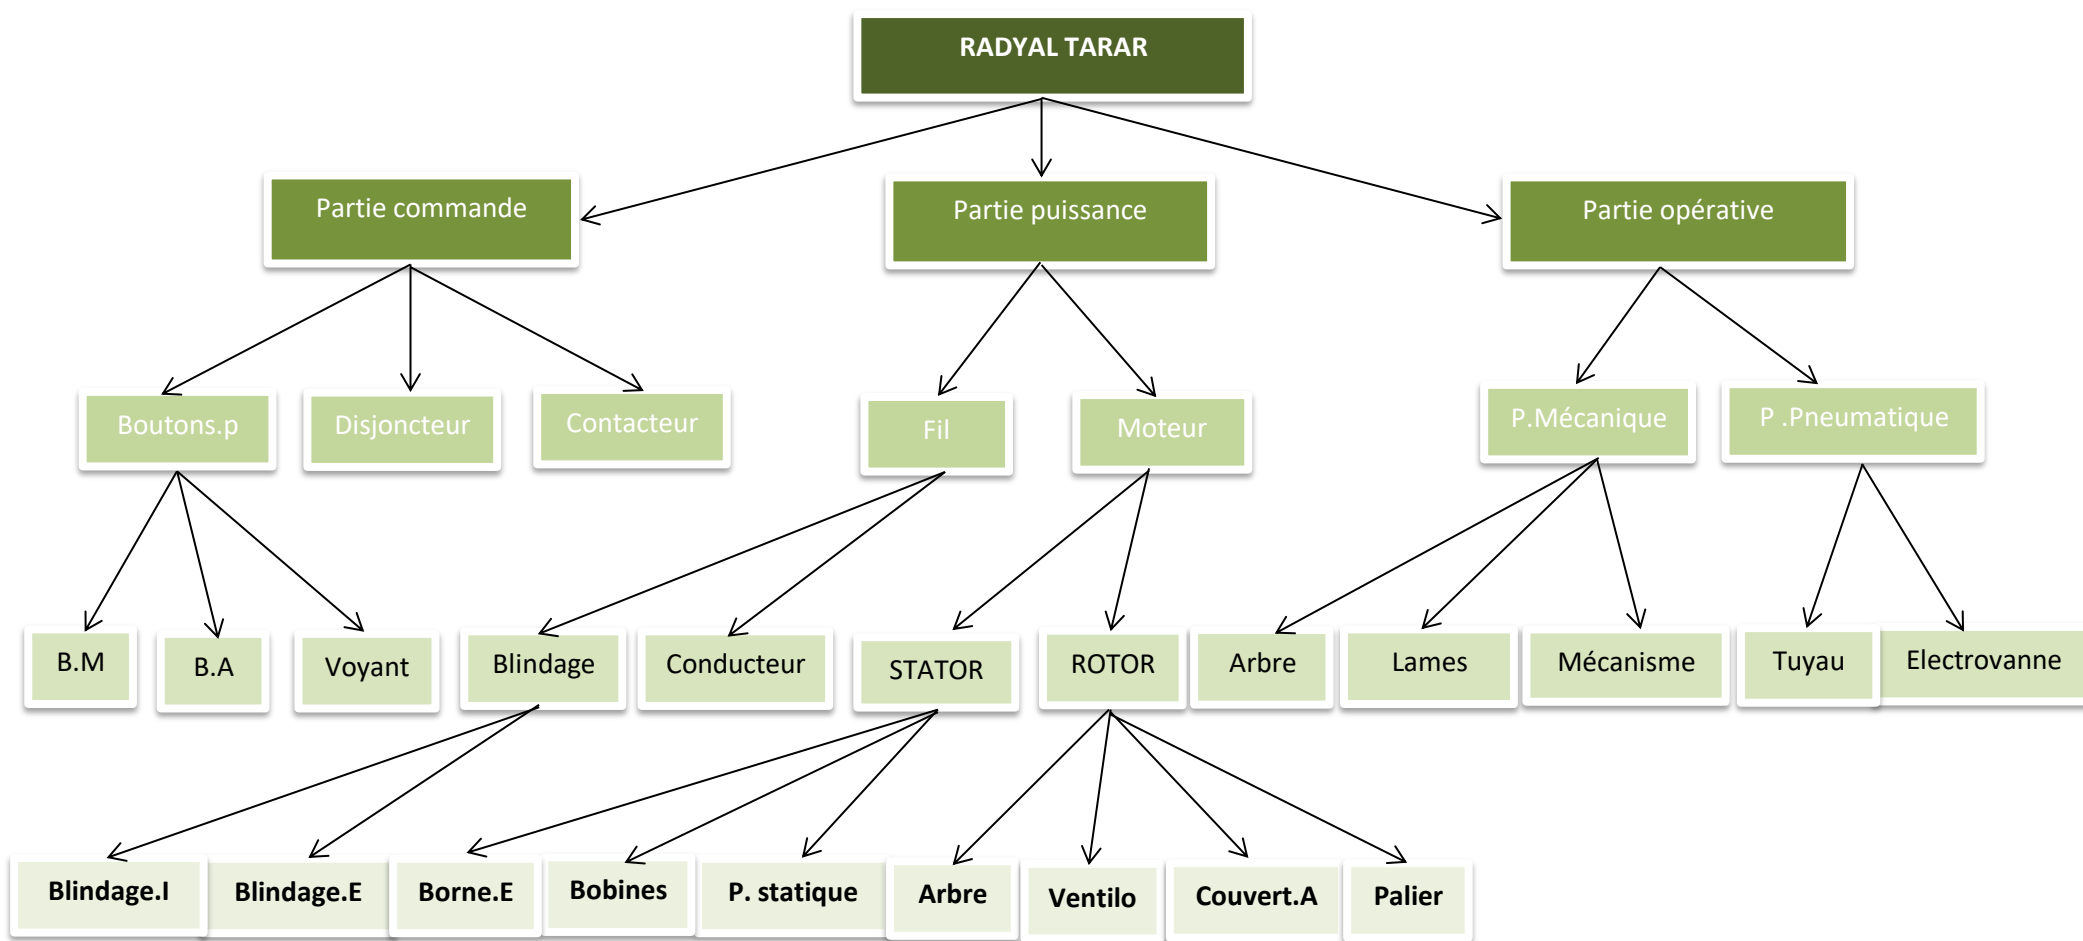 RADYAL TARAR
Partie commande
Partie puissance
Partie opérative
Boutons.p
Disjoncteur
Contacteur
Fil
Moteur
P.Mécanique
P .Pneumatique
B.M
B.A
Voyant
Blindage
Conducteur
STATOR
ROTOR
Arbre
Lames
Mécanisme
Tuyau
Electrovanne
Blindage.I
Blindage.E
Borne.E
Bobines
P. statique
Arbre
Ventilo
Couvert.A
Palier